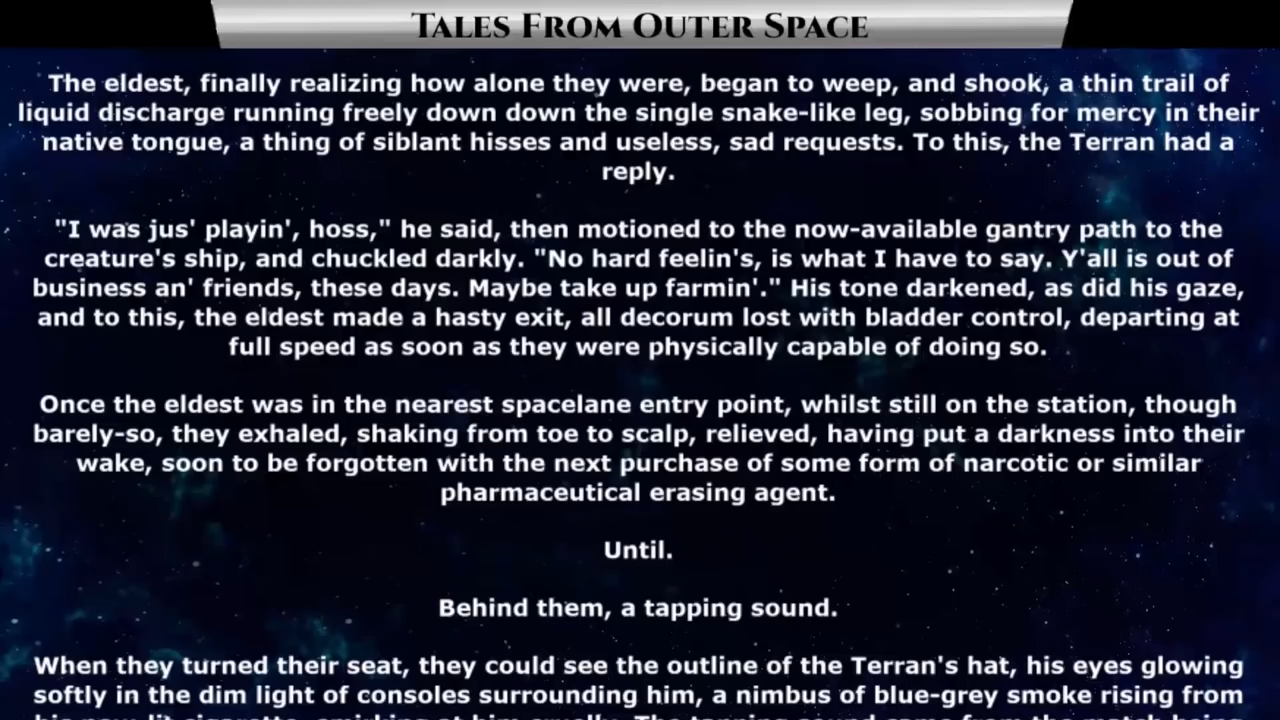 Tales From Outer Space
The eldest, finally realizing how alone they were, began to weep, and shook, a thin trail of
liquid discharge running freely down down the single snake-like leg, sobbing for mercy in their
native tongue, a thing of siblant hisses and useless, sad requests. To this, the Terran had a
reply.
"I was jus' playin', hoss," he said, then motioned to the now-available gantry path to the
creature's ship, and chuckled darkly. "No hard feelin's, is what I have to say. Y'all is out of
business an' friends, these days. Maybe take up farmin'." His tone darkened, as did his gaze,
and to this, the eldest made a hasty exit, all decorum lost with bladder control, departing at
full speed as soon as they were physically capable of doing so.
Once the eldest was in the nearest spacelane entry point, whilst still on the station, though
barely-so, they exhaled, shaking from toe to scalp, relieved, having put a darkness into their
wake, soon to be forgotten with the next purchase of some form of narcotic or similar
pharmaceutical erasing agent.
Until.
Behind them, a tapping sound.
When they turned their seat, they could see the outline of the Terran's hat, his eyes glowing
softly in the dim light of consoles surrounding him, a nimbus of blue-grey smoke rising from